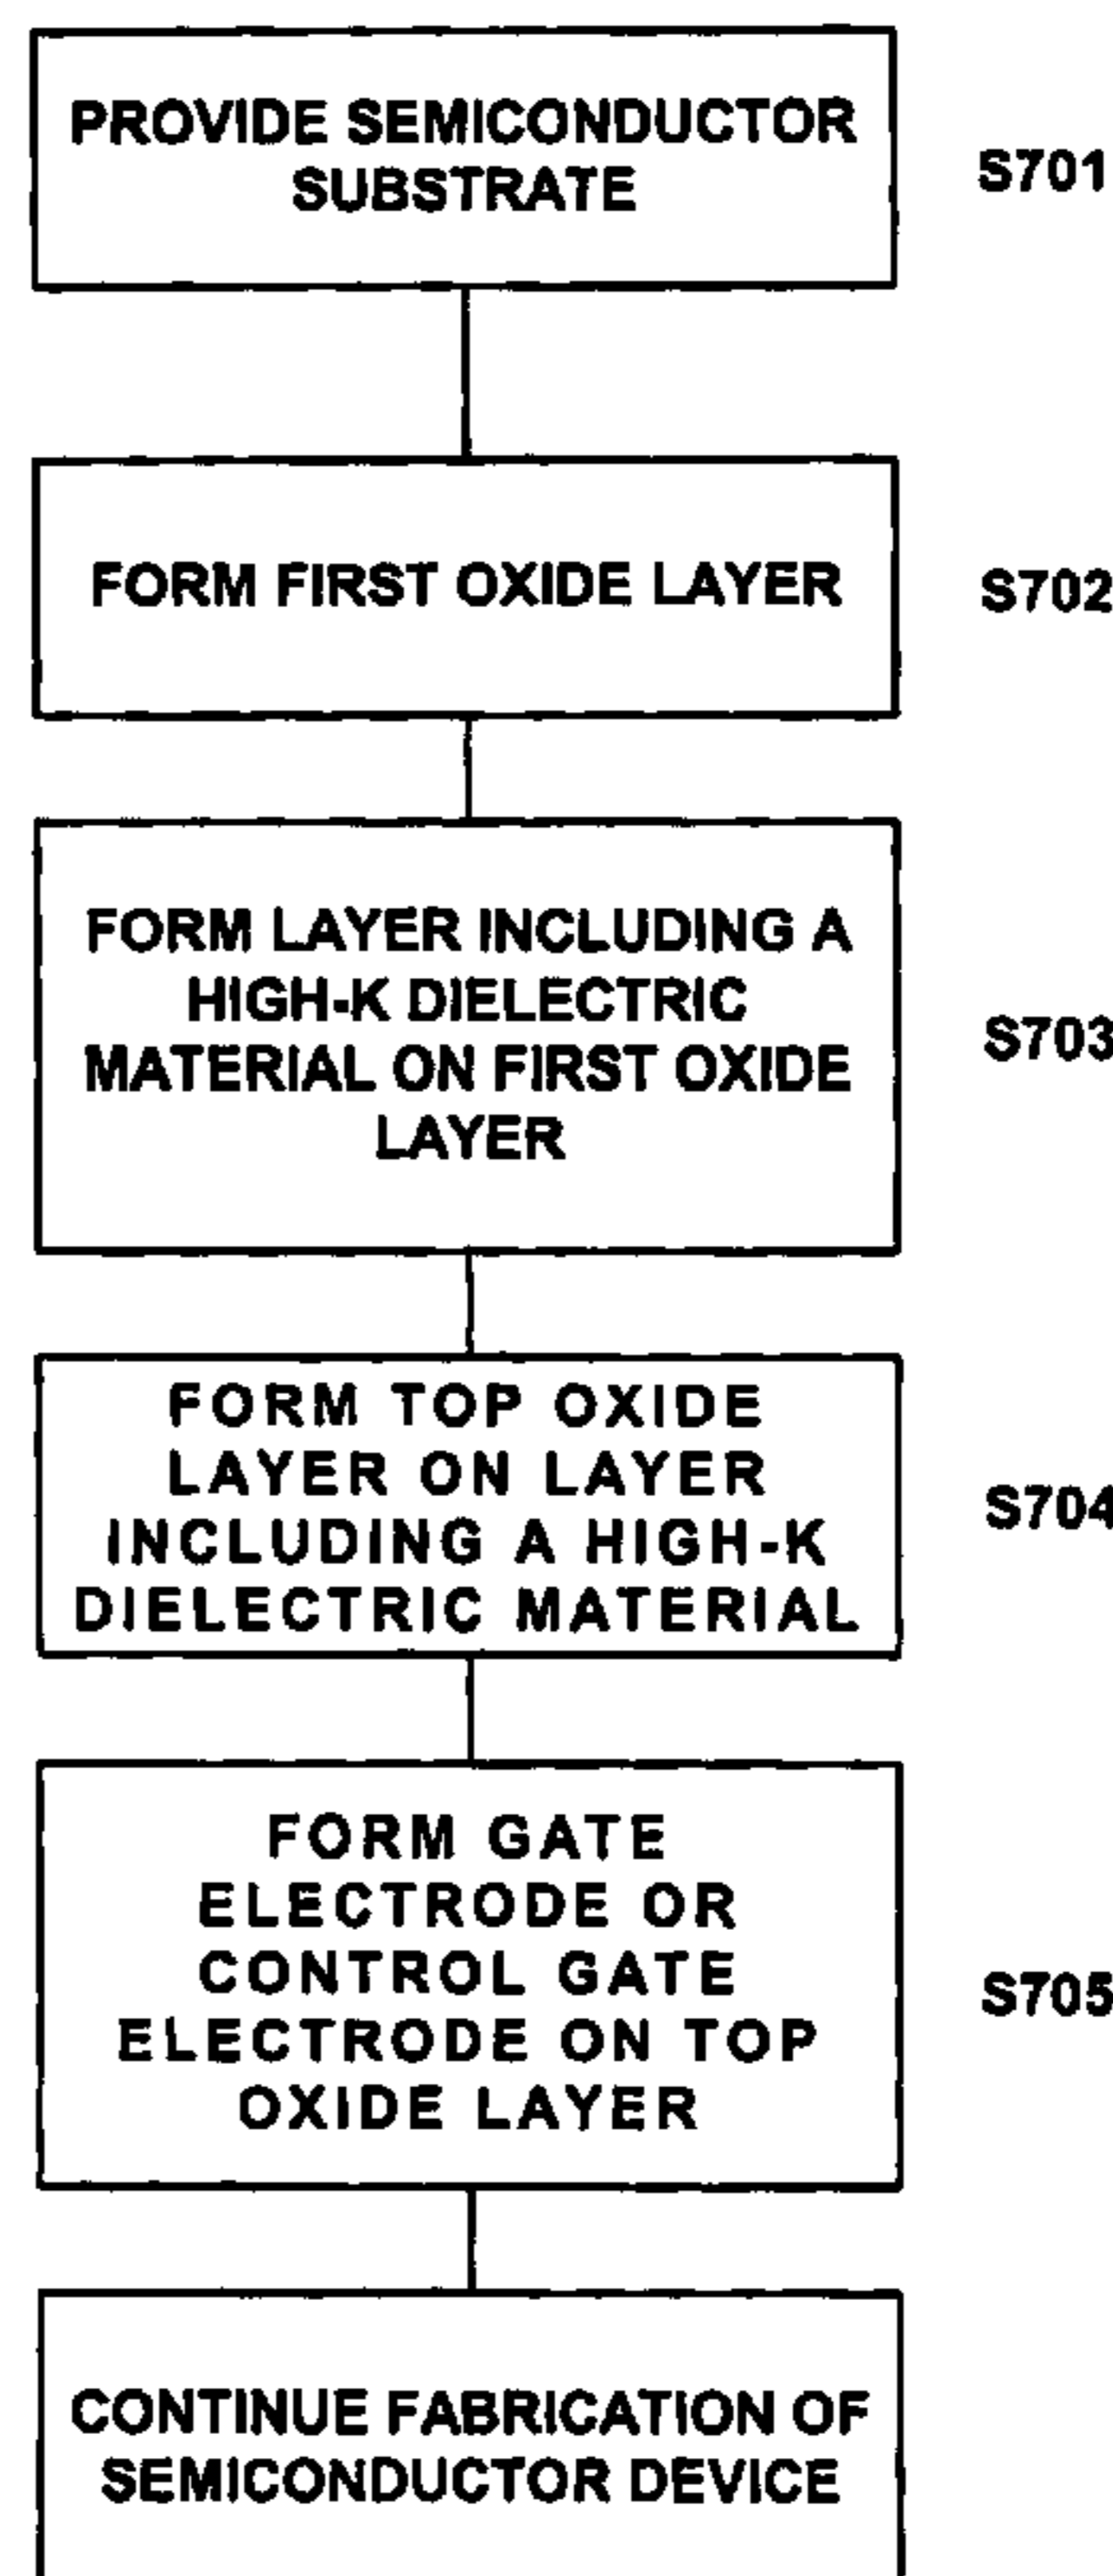 PROVIDE SEMICONDUCTOR
SUBSTRATE
S701
FORM FIRST OXIDE LAYER
S702
FORM LAYER INCLUDING A
HIGH-K DIELECTRIC
MATERIAL ON FIRST OXIDE
LAYER
S703
FORM TOP OXIDE
LAYER ON LAYER
INCLUDING A HIGH-K
DIELECTRIC MATERIAL
S704
FORM GATE
ELECTRODE OR
CONTROL GATE
ELECTRODE ON TOP
OXIDE LAYER
S705
CONTINUE FABRICATION OF
SEMICONDUCTOR DEVICE